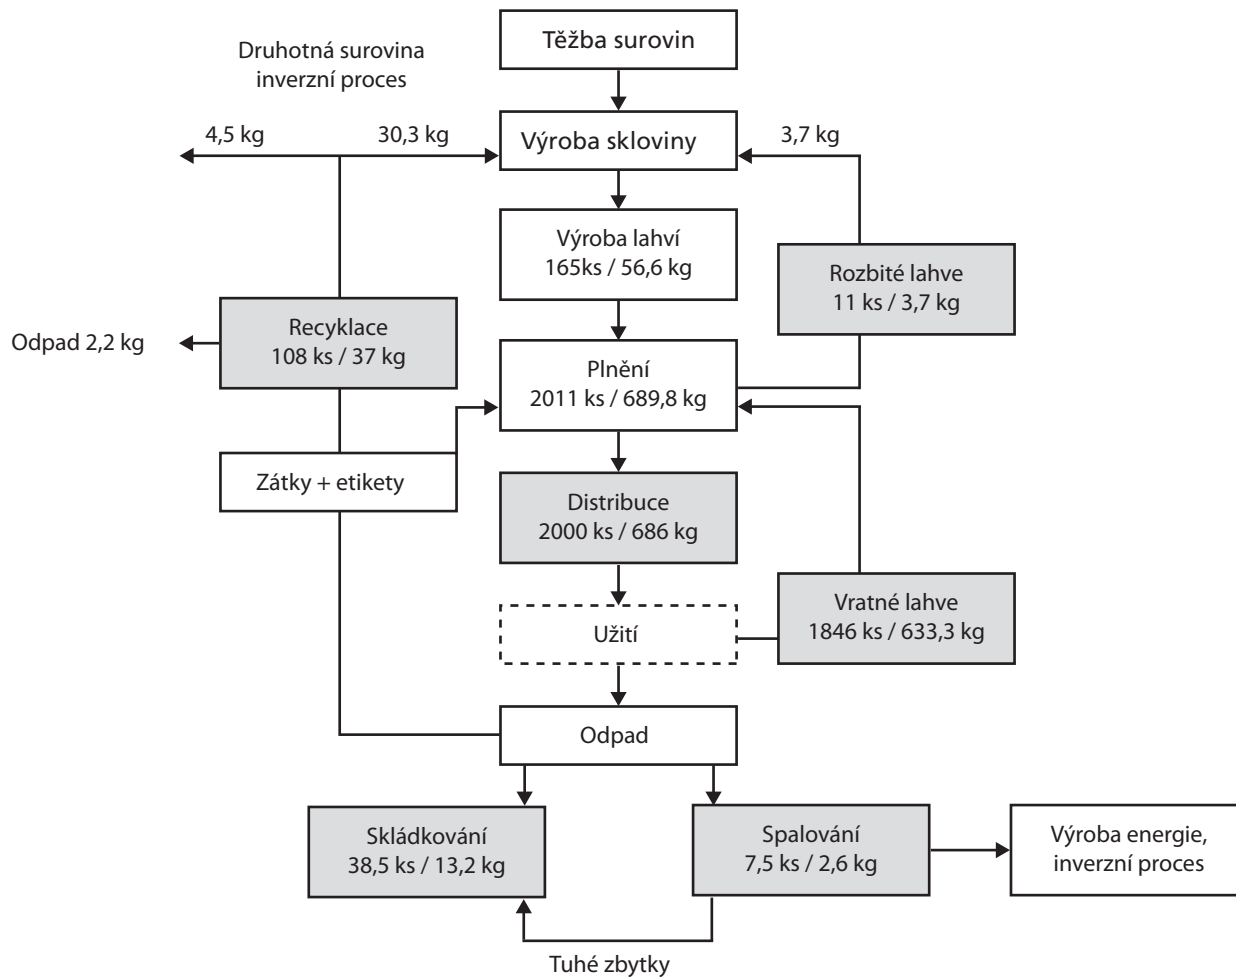 Těžba surovin
Druhotná surovina
inverzní proces
4,5 kg
30,3 kg
Výroba skloviny
3,7 kg
Výroba lahví
165ks / 56,6 kg
Rozbité lahve
11 ks / 3,7 kg
Odpad 2,2 kg
Recyklace
108 ks / 37 kg
Plnění
2011 ks / 689,8 kg
Zátky + etikety
Distribuce
2000 ks / 686 kg
Užití
Vratné lahve
1846 ks / 633,3 kg
Odpad
Skládkování
38,5 ks / 13,2 kg
Spalování
7,5 ks / 2,6 kg
Výroba energie,
inverzní proces
Tuhé zbytky